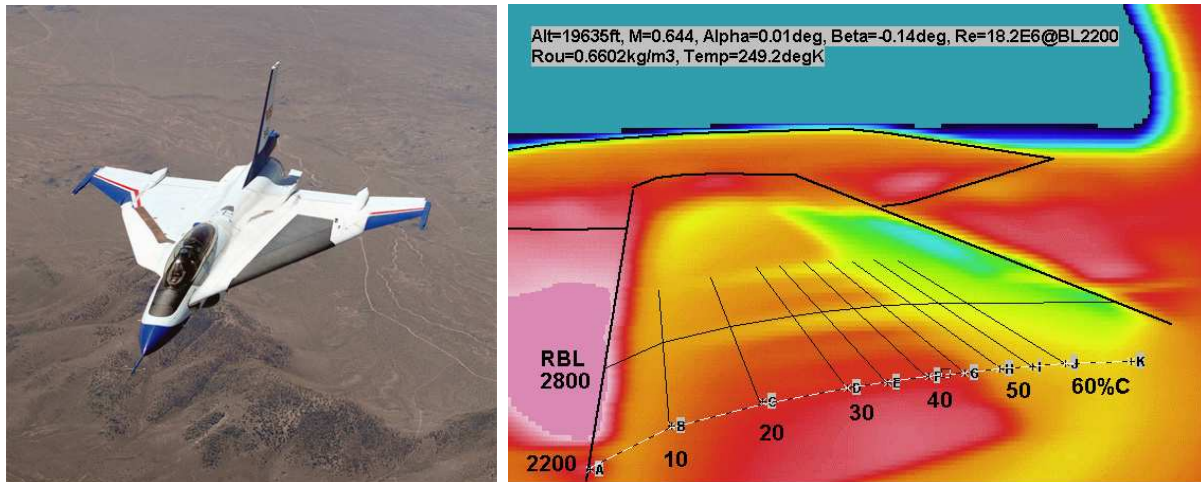 Alt=19635ft, M=0.644, Alpha=0.01deg, Beta=-0.14deg, Re=18.2E6@BL2200
Rou=0.6602kg/m3, Temp=249.2degK
RBL
2800
2200
A
B
C
D
E
F
G
H
I
J
K
10
20
30
40
50
60%C